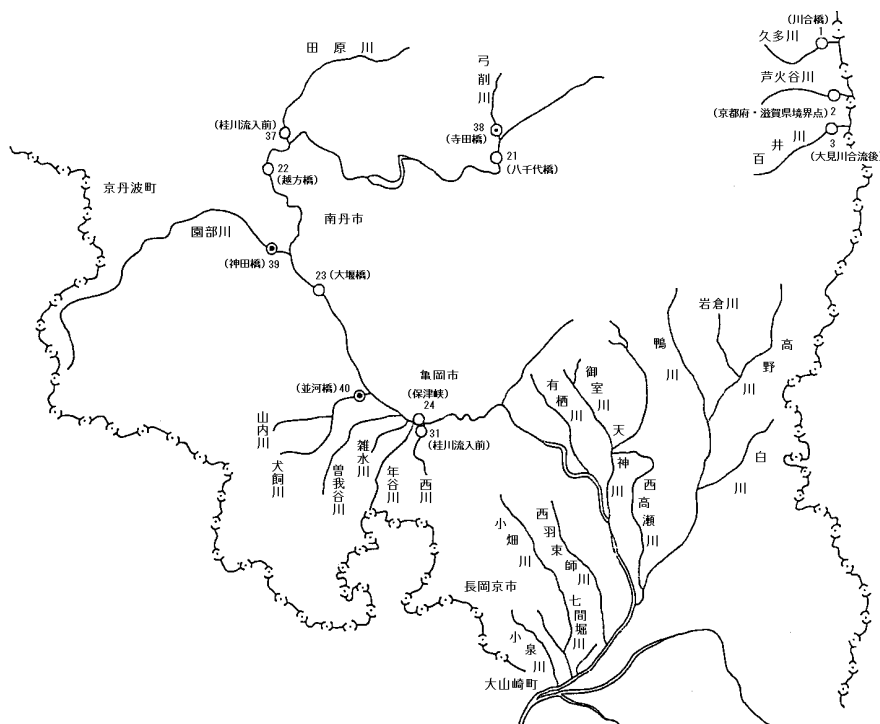 田原川
弓削川
(川合橋)
1
久多川
芦火谷川
2
(京都府・滋賀県境界点)
3
百井川
(大見川合流後)
(桂川流入前)
37
38
(寺田橋)
21
(八千代橋)
22
(越方橋)
京丹波町
南丹市
園部川
(神田橋) 39
23 (大堰橋)
鴨川
岩倉川
高野川
白川
亀岡市
(保津峡)
24
31
(桂川流入前)
(並河橋) 40
山内川
犬飼川
曽我谷川
雑水川
年谷川
西川
有栖川
御室川
天神川
西高瀬川
小畑川
西羽束師川
七間堀川
長岡京市
小泉川
大山崎町